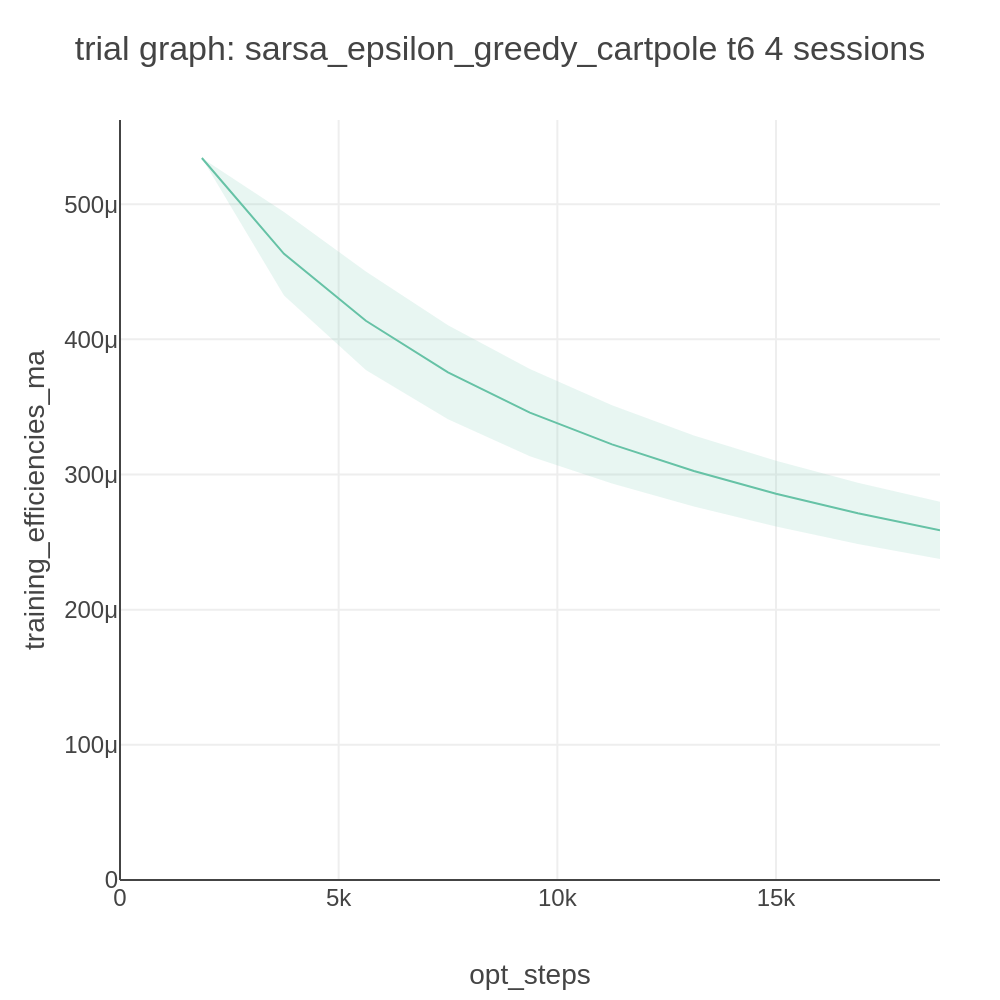 trial graph: sarsa_epsilon_greedy_cartpole t6 4 sessions
500μ
400μ
300μ
200μ
100μ
0
training_efficiencies_ma
0 5k 10k 15k
opt_steps